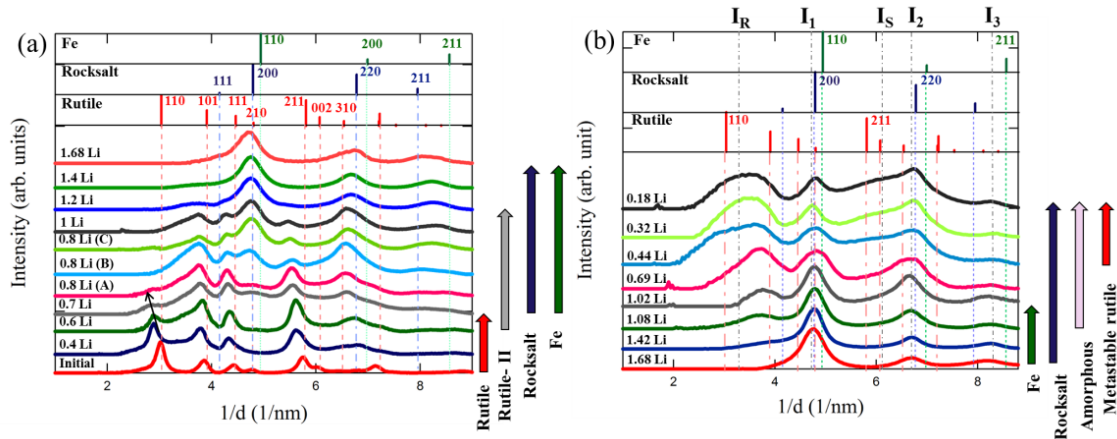 (a)
Fe
110
200
211
Rocksalt
111
200
220
211
Rutile
110
101
111
210
211
002
310
1.68 Li
1.4 Li
1.2 Li
1 Li
0.8 Li (C)
0.8 Li (B)
0.8 Li (A)
0.7 Li
0.6 Li
0.4 Li
Initial
Intensity (arb. units)
4
6
8
1/d (1/nm)
Rutile
Rutile- II
Rocksalt
Fe
(b)
I_R
I_1
I_S
I_2
I_3
Fe
110
211
Rocksalt
200
220
Rutile
110
211
0.18 Li
0.32 Li
0.44 Li
0.69 Li
1.02 Li
1.08 Li
1.42 Li
1.68 Li
Intensity (arb. units)
2
4
6
8
1/d (1/nm)
Fe
Rocksalt
Amorphous
Metastable rutile